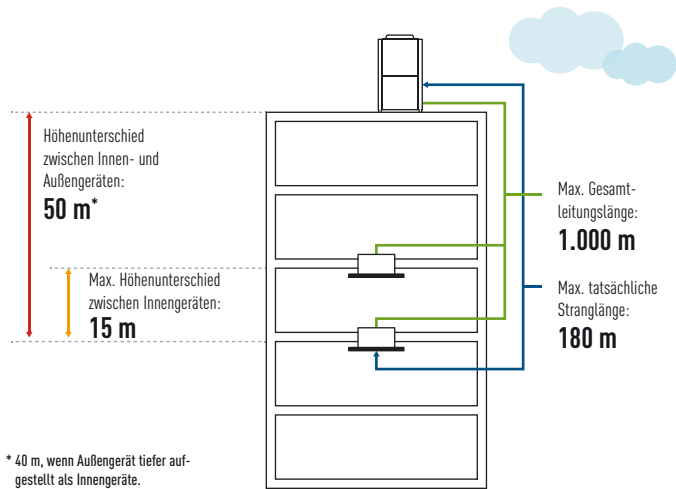 Höhenunterschied
zwischen Innen- und
Außengeräten:
50 m*
Max. Höhenunterschied
zwischen Innengeräten:
15 m
Max. Gesamt-
leitungslänge:
1.000 m
Max. tatsächliche
Stranglänge:
180 m
* 40 m, wenn Außengerät tiefer auf-
gestellt als Innengeräte.